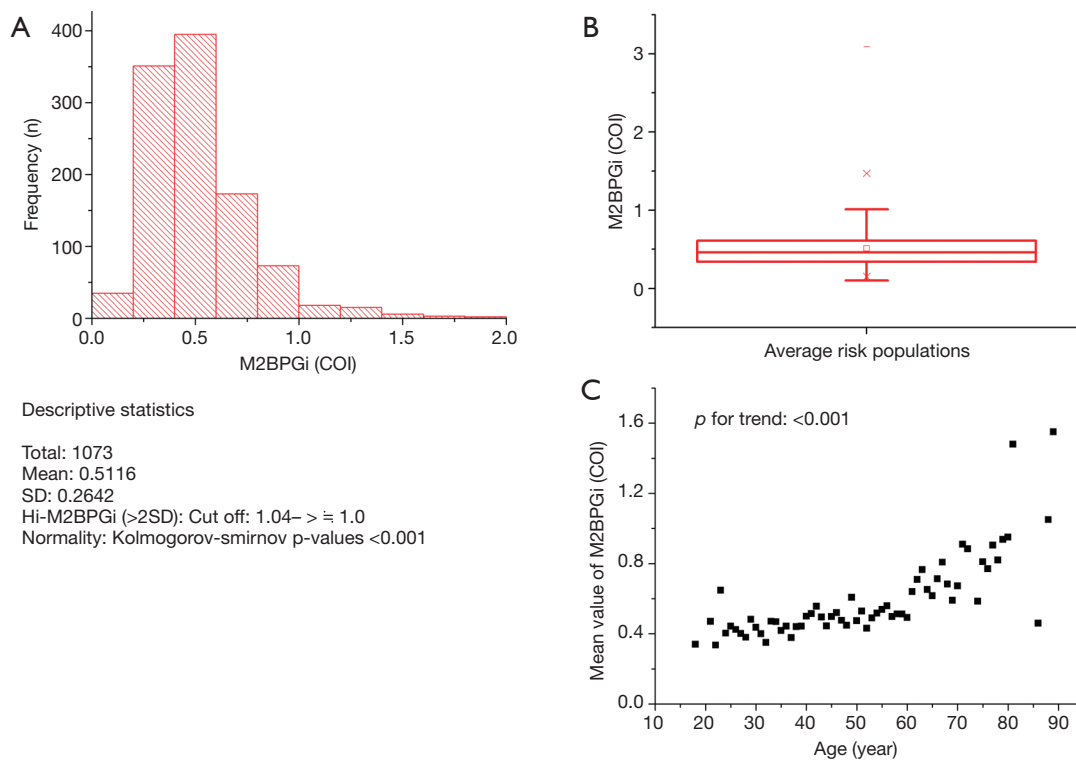 A
400
300
200
100
0
Frequency (n)
0.0 0.5 1.0 1.5 2.0
M2BPGi (COI)
Descriptive statistics
Total: 1073
Mean: 0.5116
SD: 0.2642
Hi-M2BPGi (>2SD): Cut off: 1.04– > ≒ 1.0
Normality: Kolmogorov-smirnov p-values <0.001
B
3
2
1
0
M2BPGi (COI)
Average risk populations
C
p for trend: <0.001
1.6
1.2
0.8
0.4
0.0
Mean value of M2BPGi (COI)
10 20 30 40 50 60 70 80 90
Age (year)